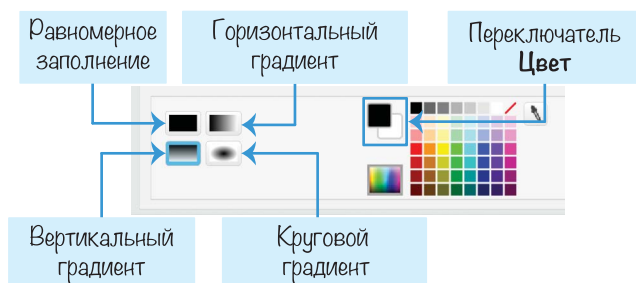 Равномерное
заполнение
Горизонтальный
градиент
Переключатель
Цвет
Вертикальный
градиент
Круговой
градиент